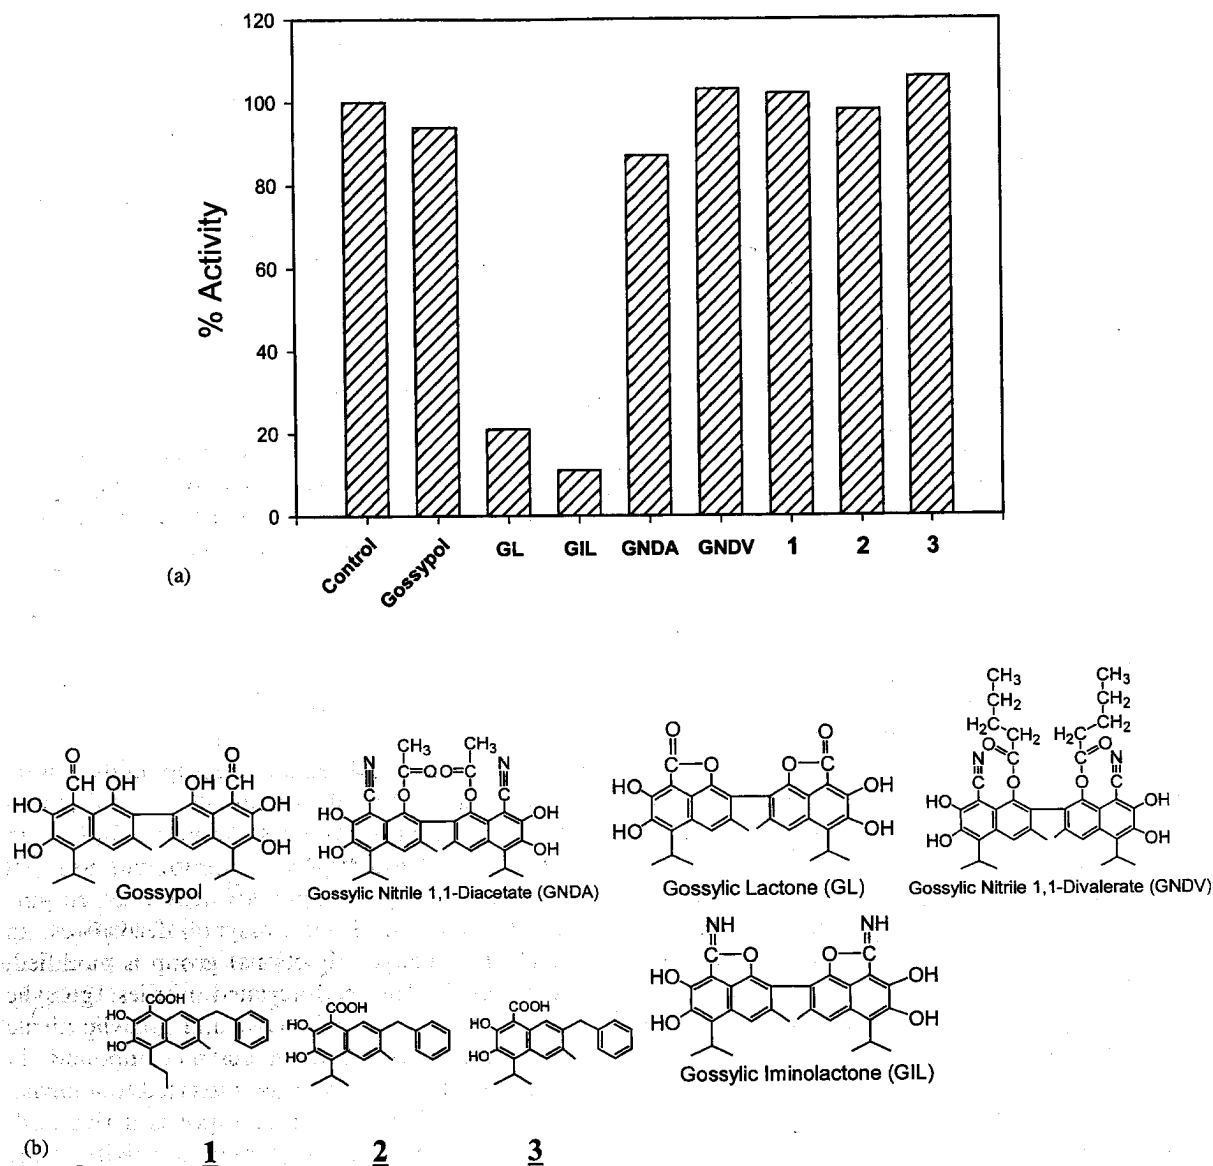 120
100
80
60
40
20
0
% Activity
Control
Gossypol
GL
GIL
GNDA
GNDV
1
2
3
(a)
O
CH
OH
OH
O
CH
HO
HO
OH
OH
Gossypol
N
C
CH3
C
O
O
CH3
O
C
O
N
C
HO
HO
OH
OH
Gossylic Nitrile 1,1-Diacetate (GNDA)
O
C
O
O
O
C
HO
HO
OH
OH
Gossylic Lactone (GL)
CH3
CH2
H2C
CH2
O
C
O
N
C
CH3
CH2
CH2
H2C
C
O
O
N
C
HO
HO
OH
OH
Gossylic Nitrile 1,1-Divalerate (GNDV)
NH
C
O
O
C
NH
HO
HO
OH
OH
Gossylic Iminolactone (GIL)
COOH
HO
HO
COOH
HO
HO
COOH
HO
HO
(b)
1
2
3